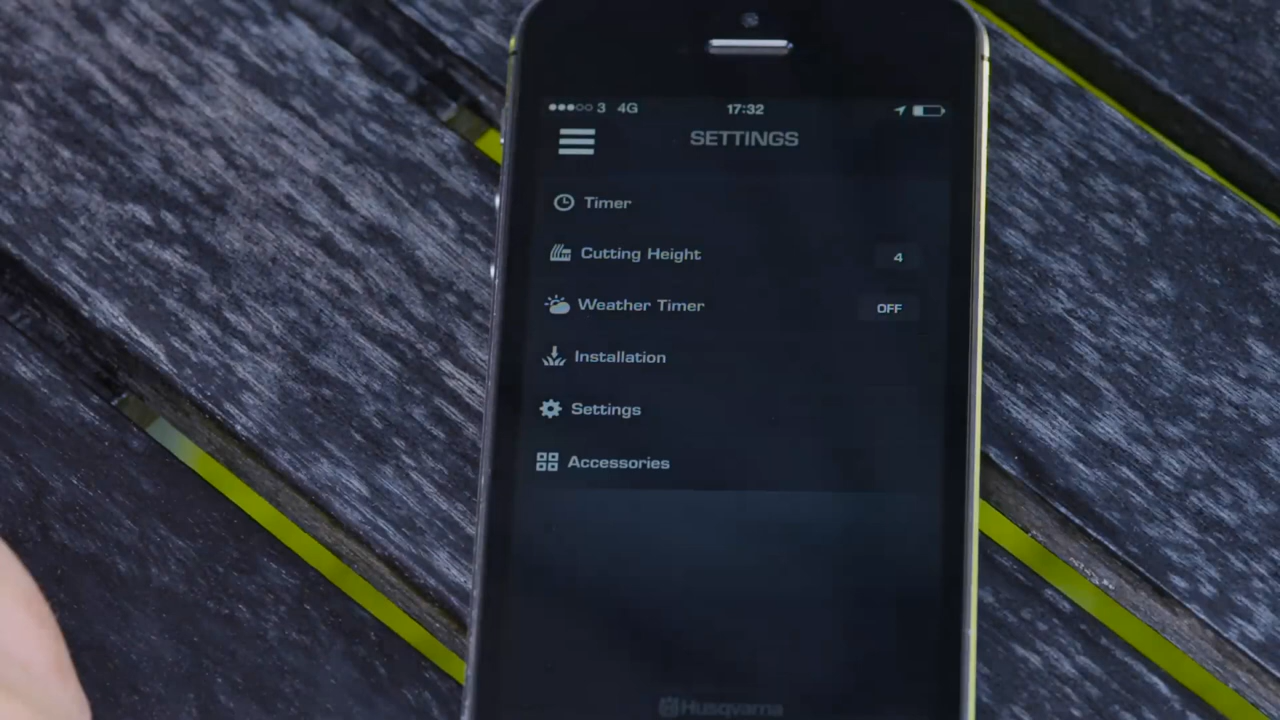 3 4G 17:32
SETTINGS
Timer
Cutting Height 4
Weather Timer OFF
Installation
Settings
Accessories
Husqvarna